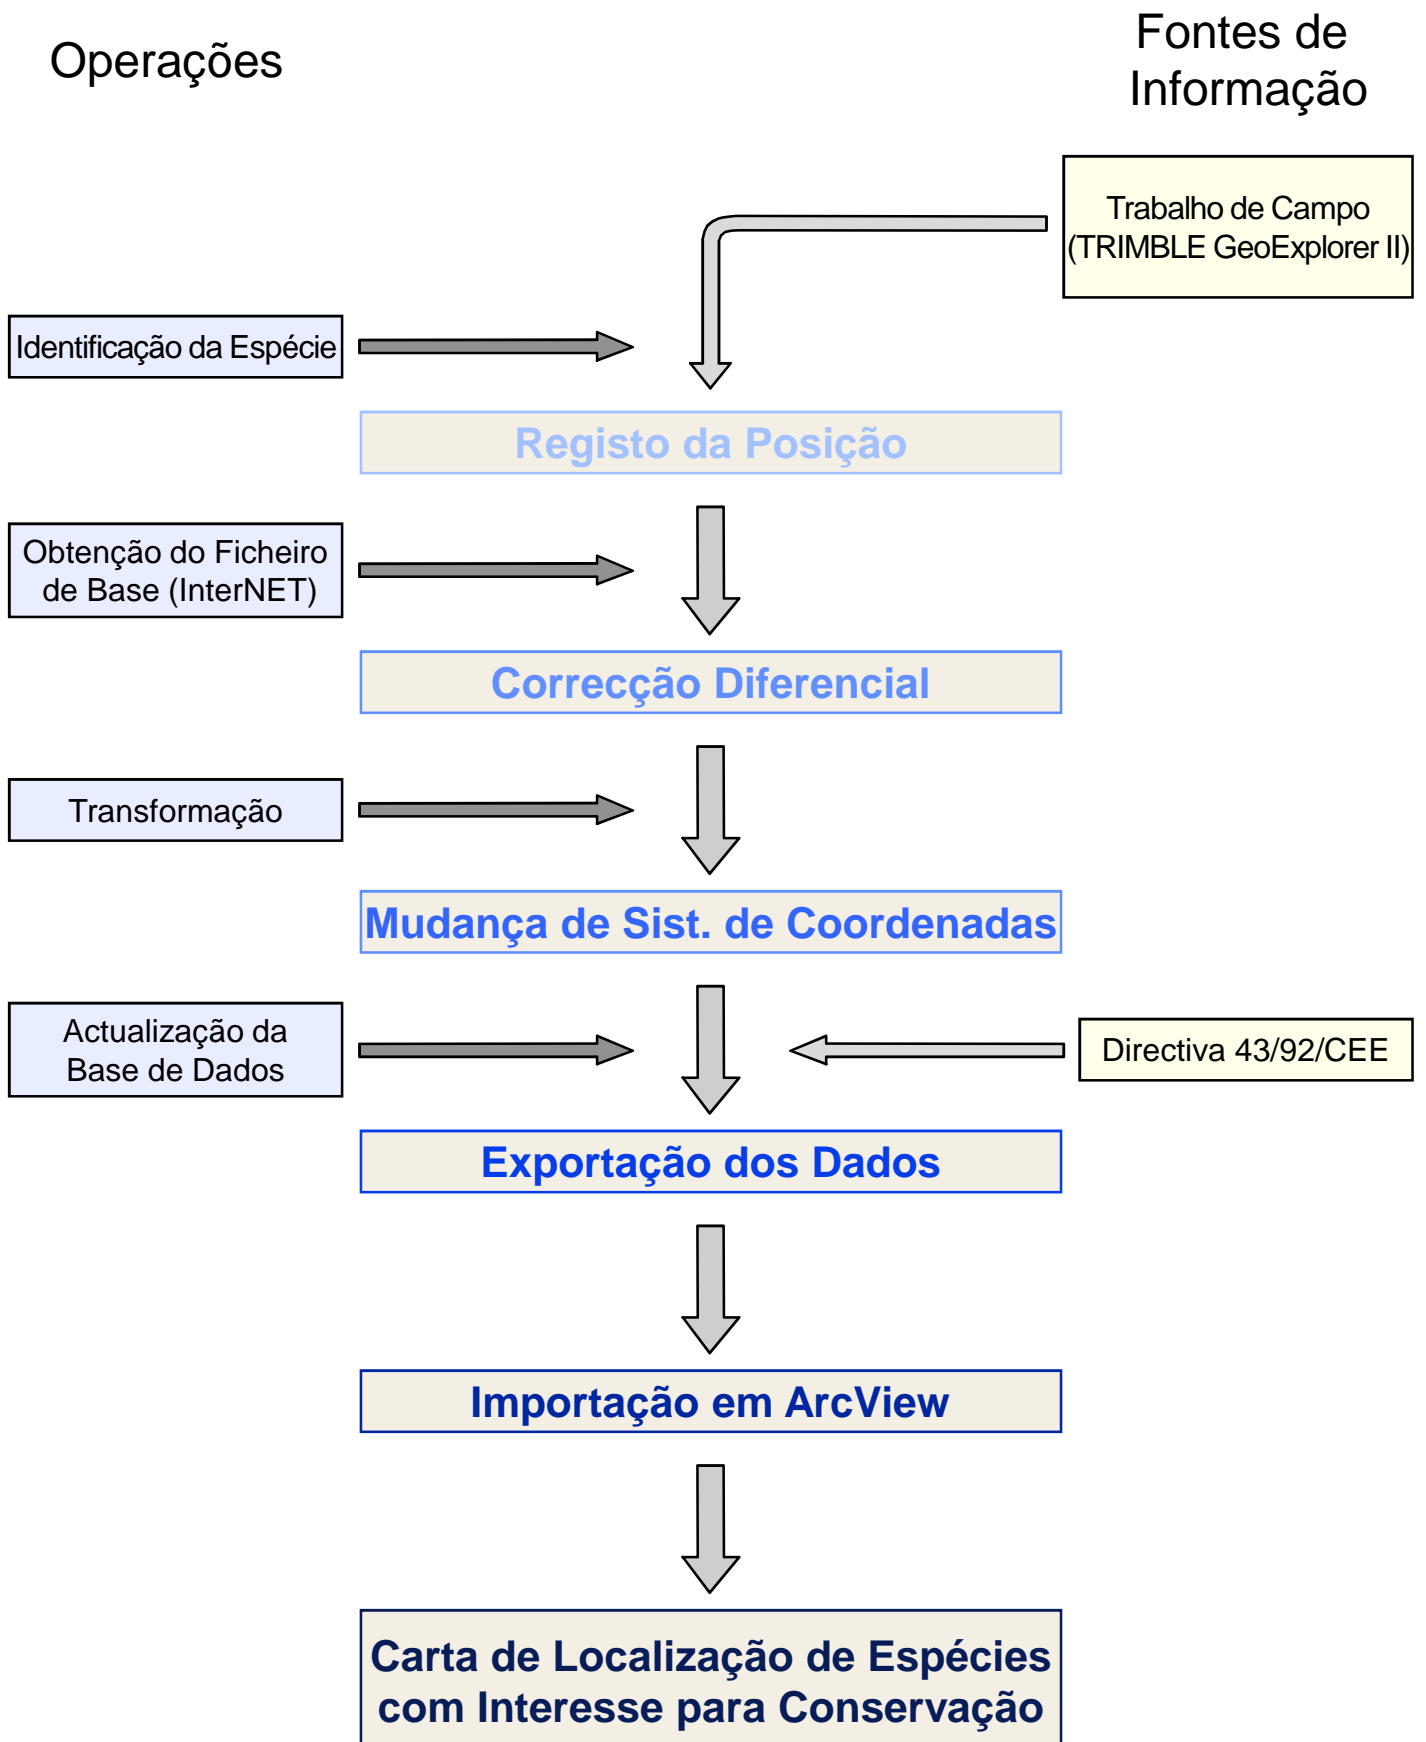 Operações
Fontes de
Informação
Trabalho de Campo
(TRIMBLE GeoExplorer II)
Identificação da Espécie
Registo da Posição
Obtenção do Ficheiro
de Base (InterNET)
Correcção Diferencial
Transformação
Mudança de Sist. de Coordenadas
Actualização da
Base de Dados
Directiva 43/92/CEE
Exportação dos Dados
Importação em ArcView
Carta de Localização de Espécies
com Interesse para Conservação